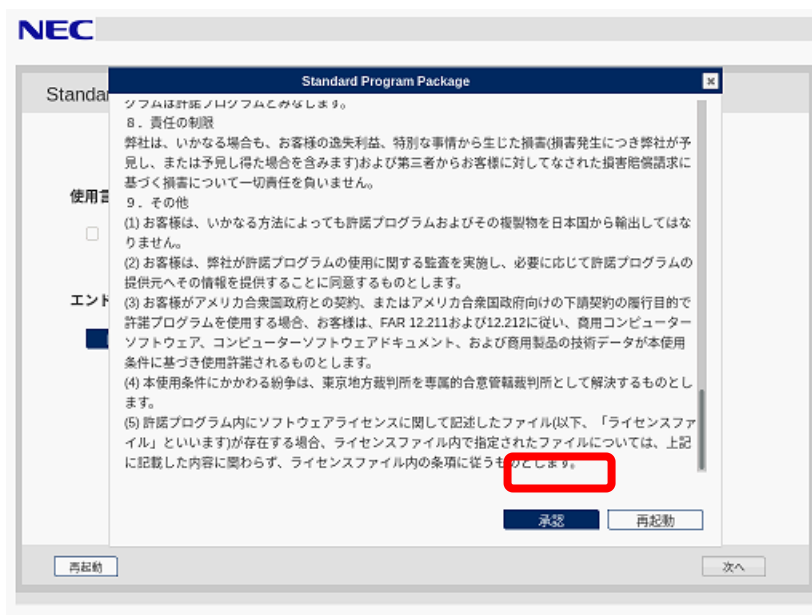 NEC
Standard Program Package
Standar
グラムは許諾プログラムとみなします。
8．責任の制限
弊社は、いかなる場合も、お客様の逸失利益、特別な事情から生じた損害(損害発生につき弊社が予
見し、または予見し得た場合を含みます)および第三者からお客様に対してなされた損害賠償請求に
基づく損害について一切責任を負いません。
使用言
9．その他
(1) お客様は、いかなる方法によっても許諾プログラムおよびその複製物を日本国から輸出してはな
りません。
(2) お客様は、弊社が許諾プログラムの使用に関する監査を実施し、必要に応じて許諾プログラムの
提供元へその情報を提供することに同意するものとします。
エント
(3) お客様がアメリカ合衆国政府との契約、またはアメリカ合衆国政府向けの下請契約の履行目的で
許諾プログラムを使用する場合、お客様は、FAR 12.211および12.212に従い、商用コンピューター
ソフトウェア、コンピューターソフトウェアドキュメント、および商用製品の技術データが本使用
条件に基づき使用許諾されるものとします。
(4) 本使用条件にかかわる紛争は、東京地方裁判所を専属的合意管轄裁判所として解決するものとし
ます。
(5) 許諾プログラム内にソフトウェアライセンスに関して記述したファイル(以下、「ライセンスファ
イル」といいます)が存在する場合、ライセンスファイル内で指定されたファイルについては、上記
に記載した内容に関わらず、ライセンスファイル内の条項に従うものとします。
承認
再起動
再起動
次へ